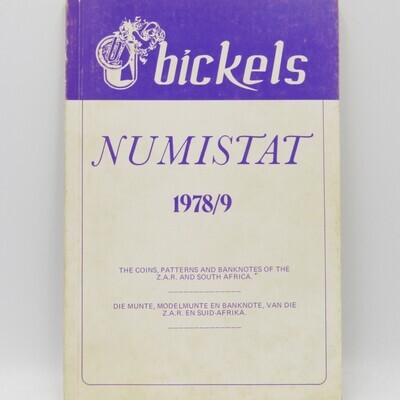 bickels
NUMISTAT
1978/9
THE COINS, PATTERNS AND BANKNOTES OF THE
Z.A.R. AND SOUTH AFRICA.
DIE MUNTE, MODELMUNTE EN BANKNOTE, VAN DIE
Z.A.R. EN SUID-AFRIKA.